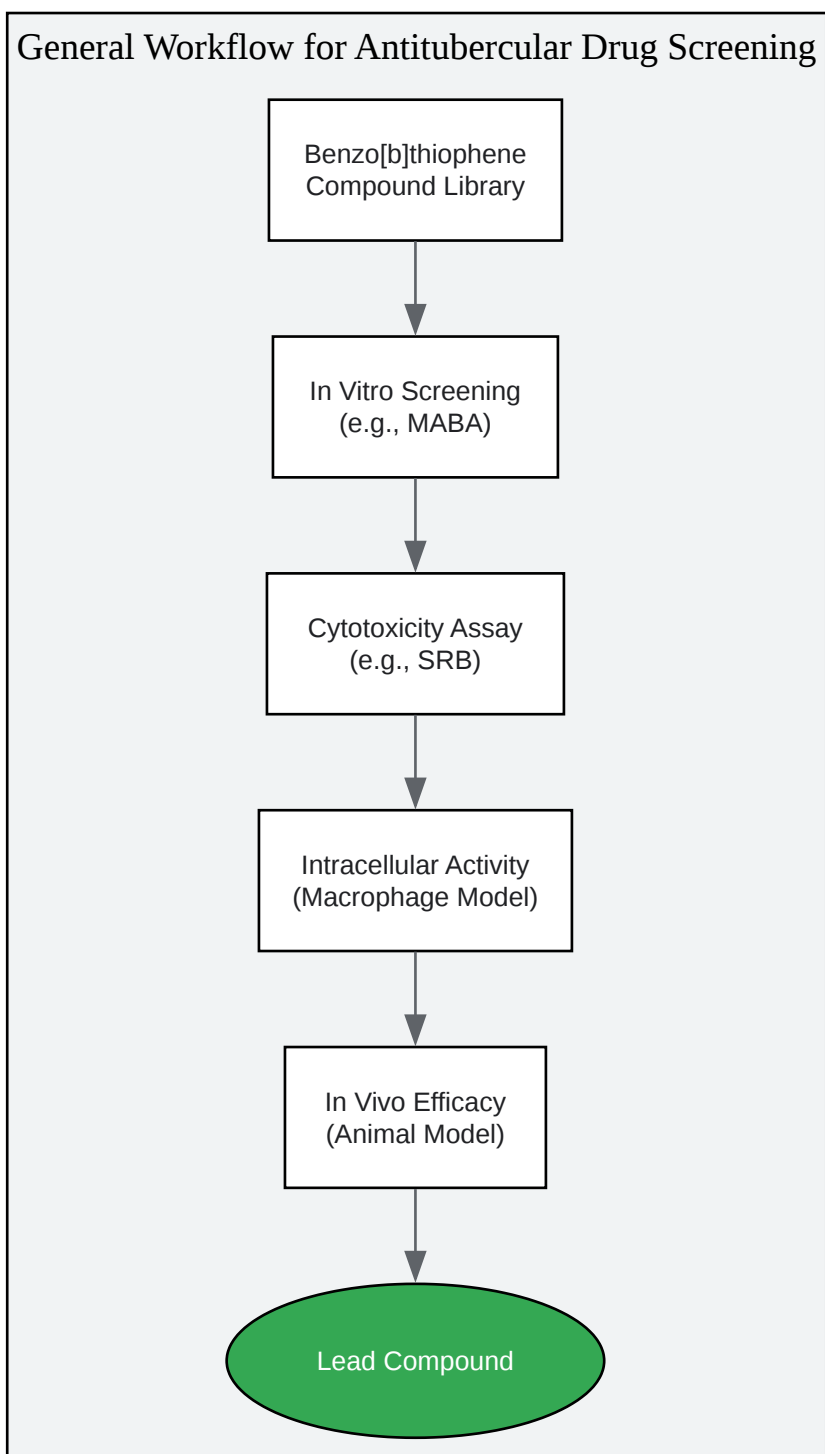 General Workflow for Antitubercular Drug Screening
Benzo[b]thiophene
Compound Library
In Vitro Screening
(e.g., MABA)
Cytotoxicity Assay
(e.g., SRB)
Intracellular Activity
(Macrophage Model)
In Vivo Efficacy
(Animal Model)
Lead Compound